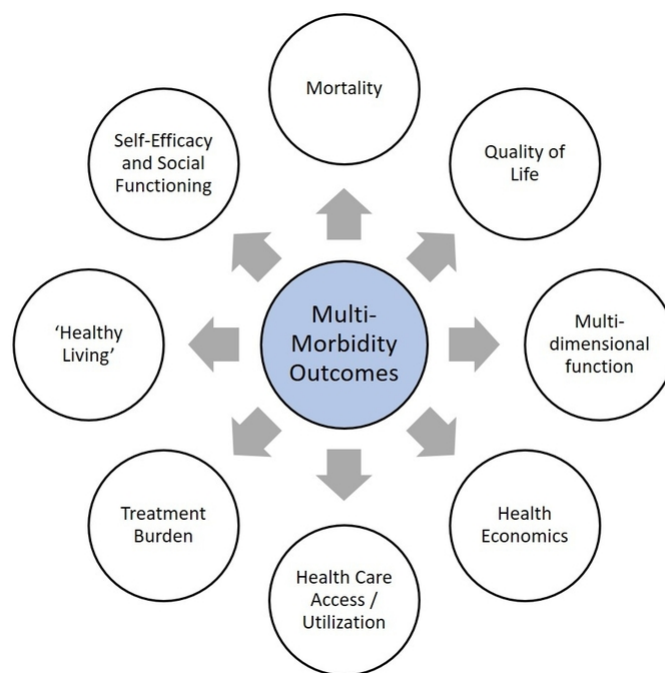 Mortality
Self-Efficacy
and Social
Functioning
Quality of
Life
Multi-
Morbidity
Outcomes
'Healthy
Living'
Multi-
dimensional
function
Treatment
Burden
Health
Economics
Health Care
Access /
Utilization